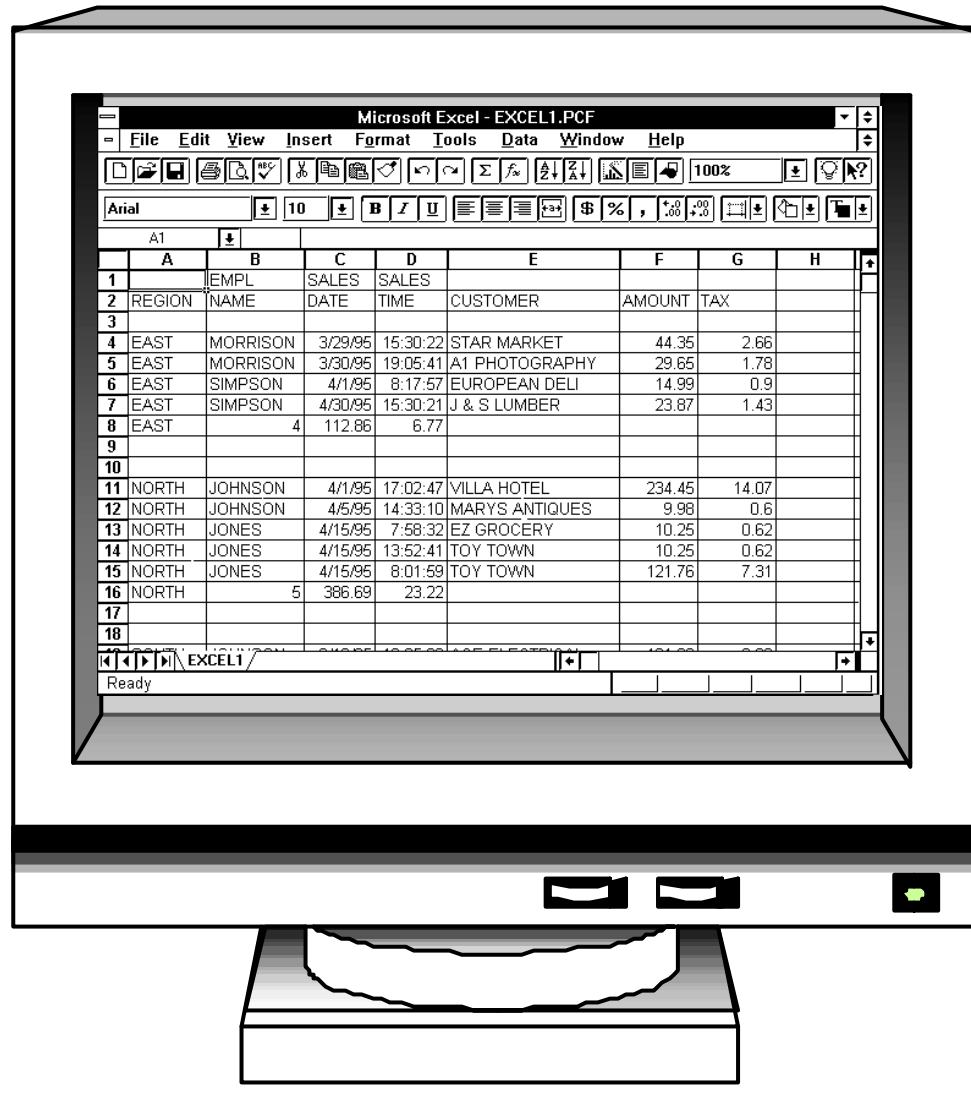 Microsoft Excel - EXCEL1.PCF
File Edit View Insert Format Tools Data Window Help
ABC Σ fx A Z Z A 100% ?
Arial 10 B I U $ % , +.0 .00 .00 +.0
A1
A B C D E F G H
1 EMPL SALES SALES
2 REGION NAME DATE TIME CUSTOMER AMOUNT TAX
3
4 EAST MORRISON 3/29/95 15:30:22 STAR MARKET 44.35 2.66
5 EAST MORRISON 3/30/95 19:05:41 A1 PHOTOGRAPHY 29.65 1.78
6 EAST SIMPSON 4/1/95 8:17:57 EUROPEAN DELI 14.99 0.9
7 EAST SIMPSON 4/30/95 15:30:21 J & S LUMBER 23.87 1.43
8 EAST 4 112.86 6.77
9
10
11 NORTH JOHNSON 4/1/95 17:02:47 VILLA HOTEL 234.45 14.07
12 NORTH JOHNSON 4/5/95 14:33:10 MARYS ANTIQUES 9.98 0.6
13 NORTH JONES 4/15/95 7:58:32 EZ GROCERY 10.25 0.62
14 NORTH JONES 4/15/95 13:52:41 TOY TOWN 10.25 0.62
15 NORTH JONES 4/15/95 8:01:59 TOY TOWN 121.76 7.31
16 NORTH 5 386.69 23.22
17
18
EXCEL1
Ready